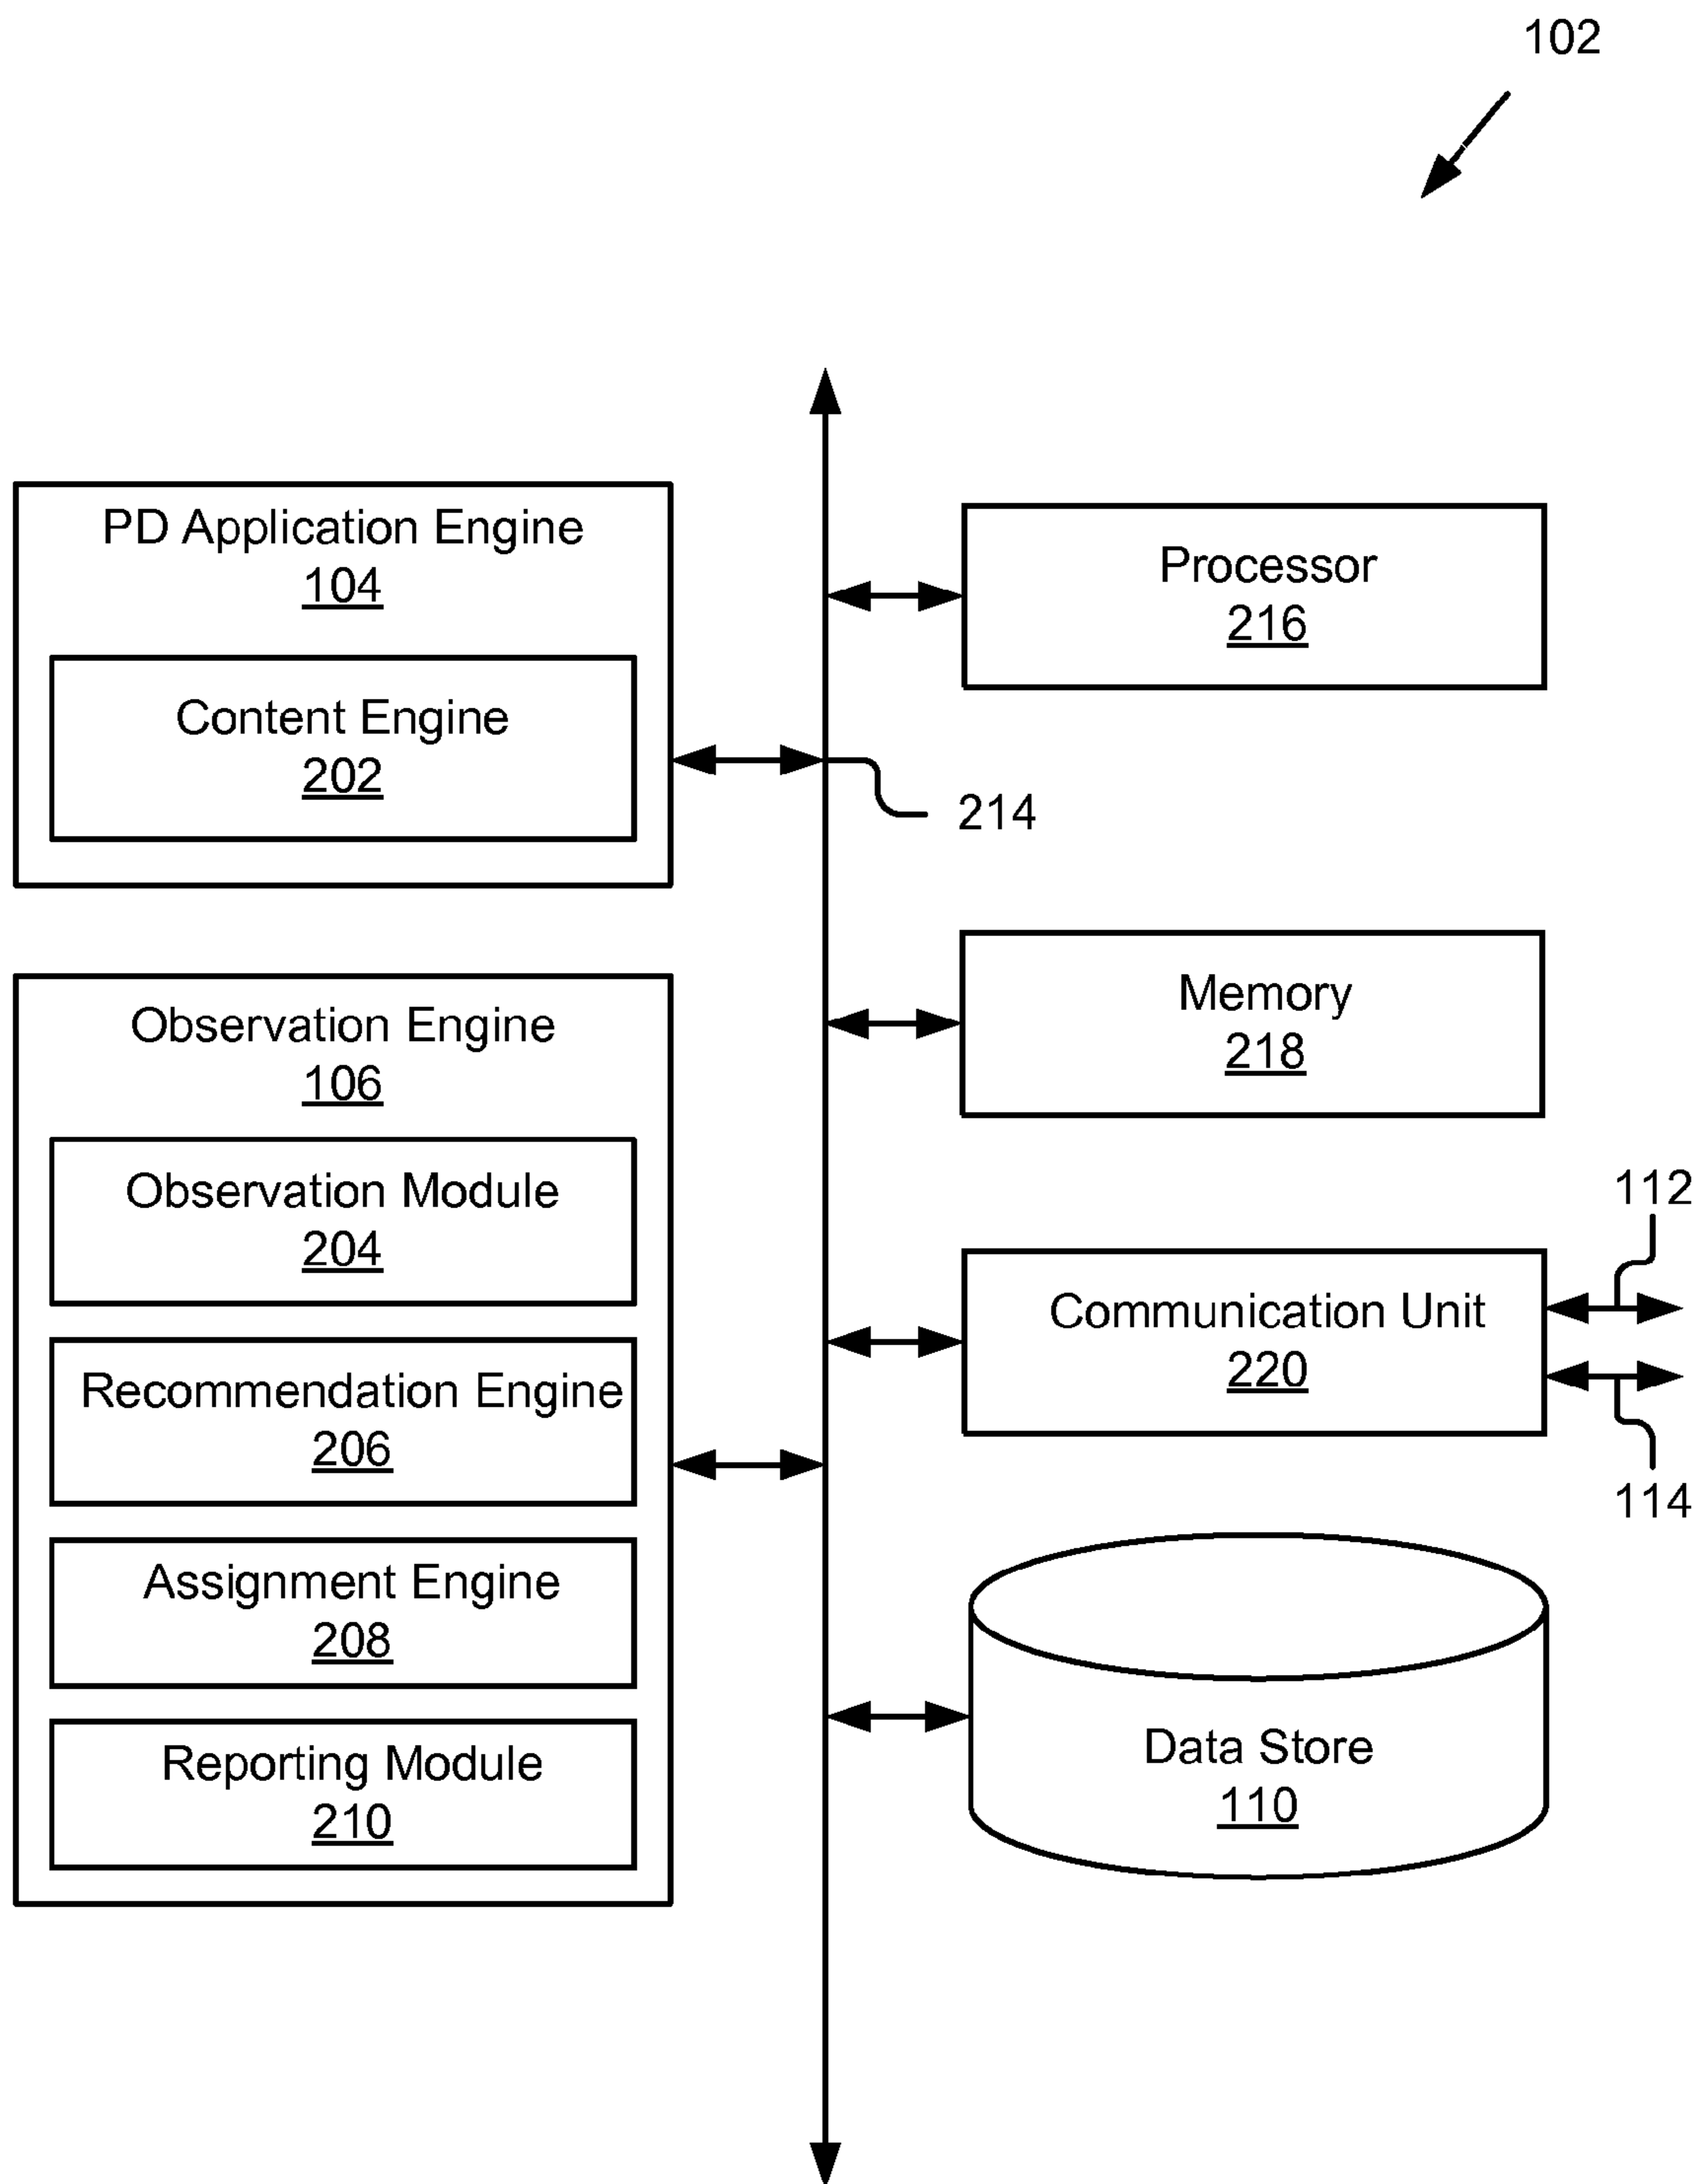 102
PD Application Engine
104
Content Engine
202
214
Observation Engine
106
Observation Module
204
Recommendation Engine
206
Assignment Engine
208
Reporting Module
210
Processor
216
Memory
218
Communication Unit
220
112
114
Data Store
110